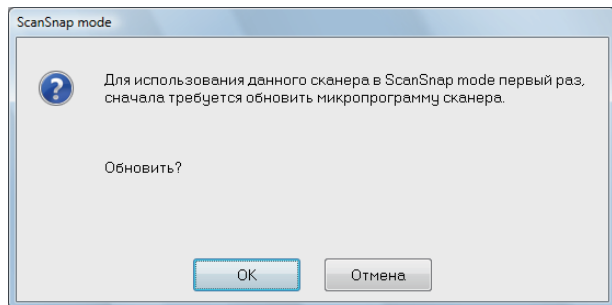 ScanSnap mode
Для использования данного сканера в ScanSnap mode первый раз,
сначала требуется обновить микропрограмму сканера.
Обновить?
OK
Отмена